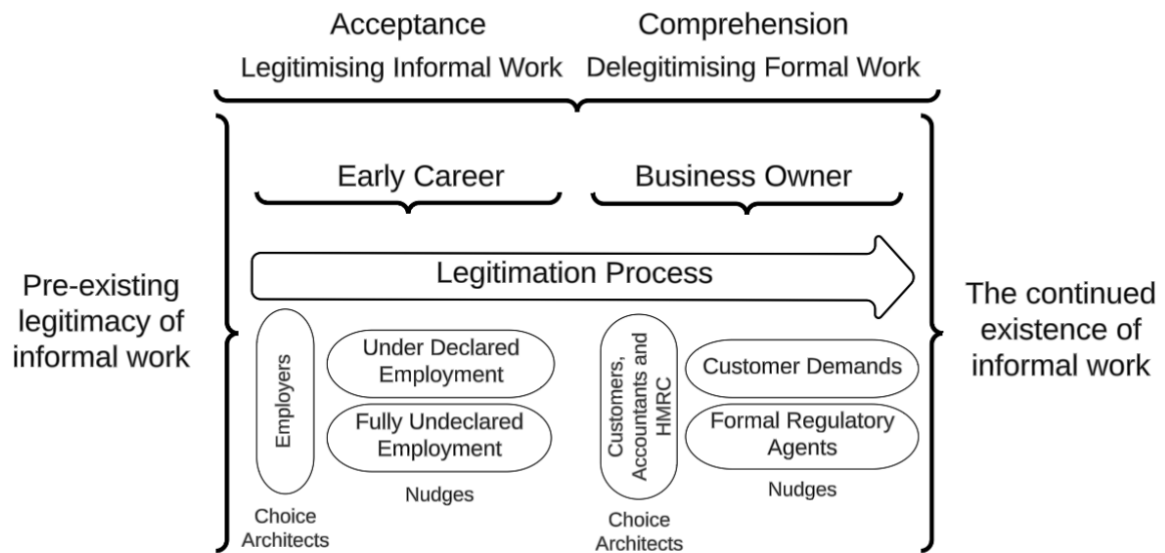 Acceptance
Comprehension
Legitimising Informal Work
Delegitimising Formal Work
Early Career
Business Owner
Legitimation Process
Pre-existing
legitimacy of
informal work
Employers
Under Declared
Employment
Fully Undeclared
Employment
Nudges
Choice
Architects
Customers,
Accountants and
HMRC
Customer Demands
Formal Regulatory
Agents
Nudges
Choice
Architects
The continued
existence of
informal work